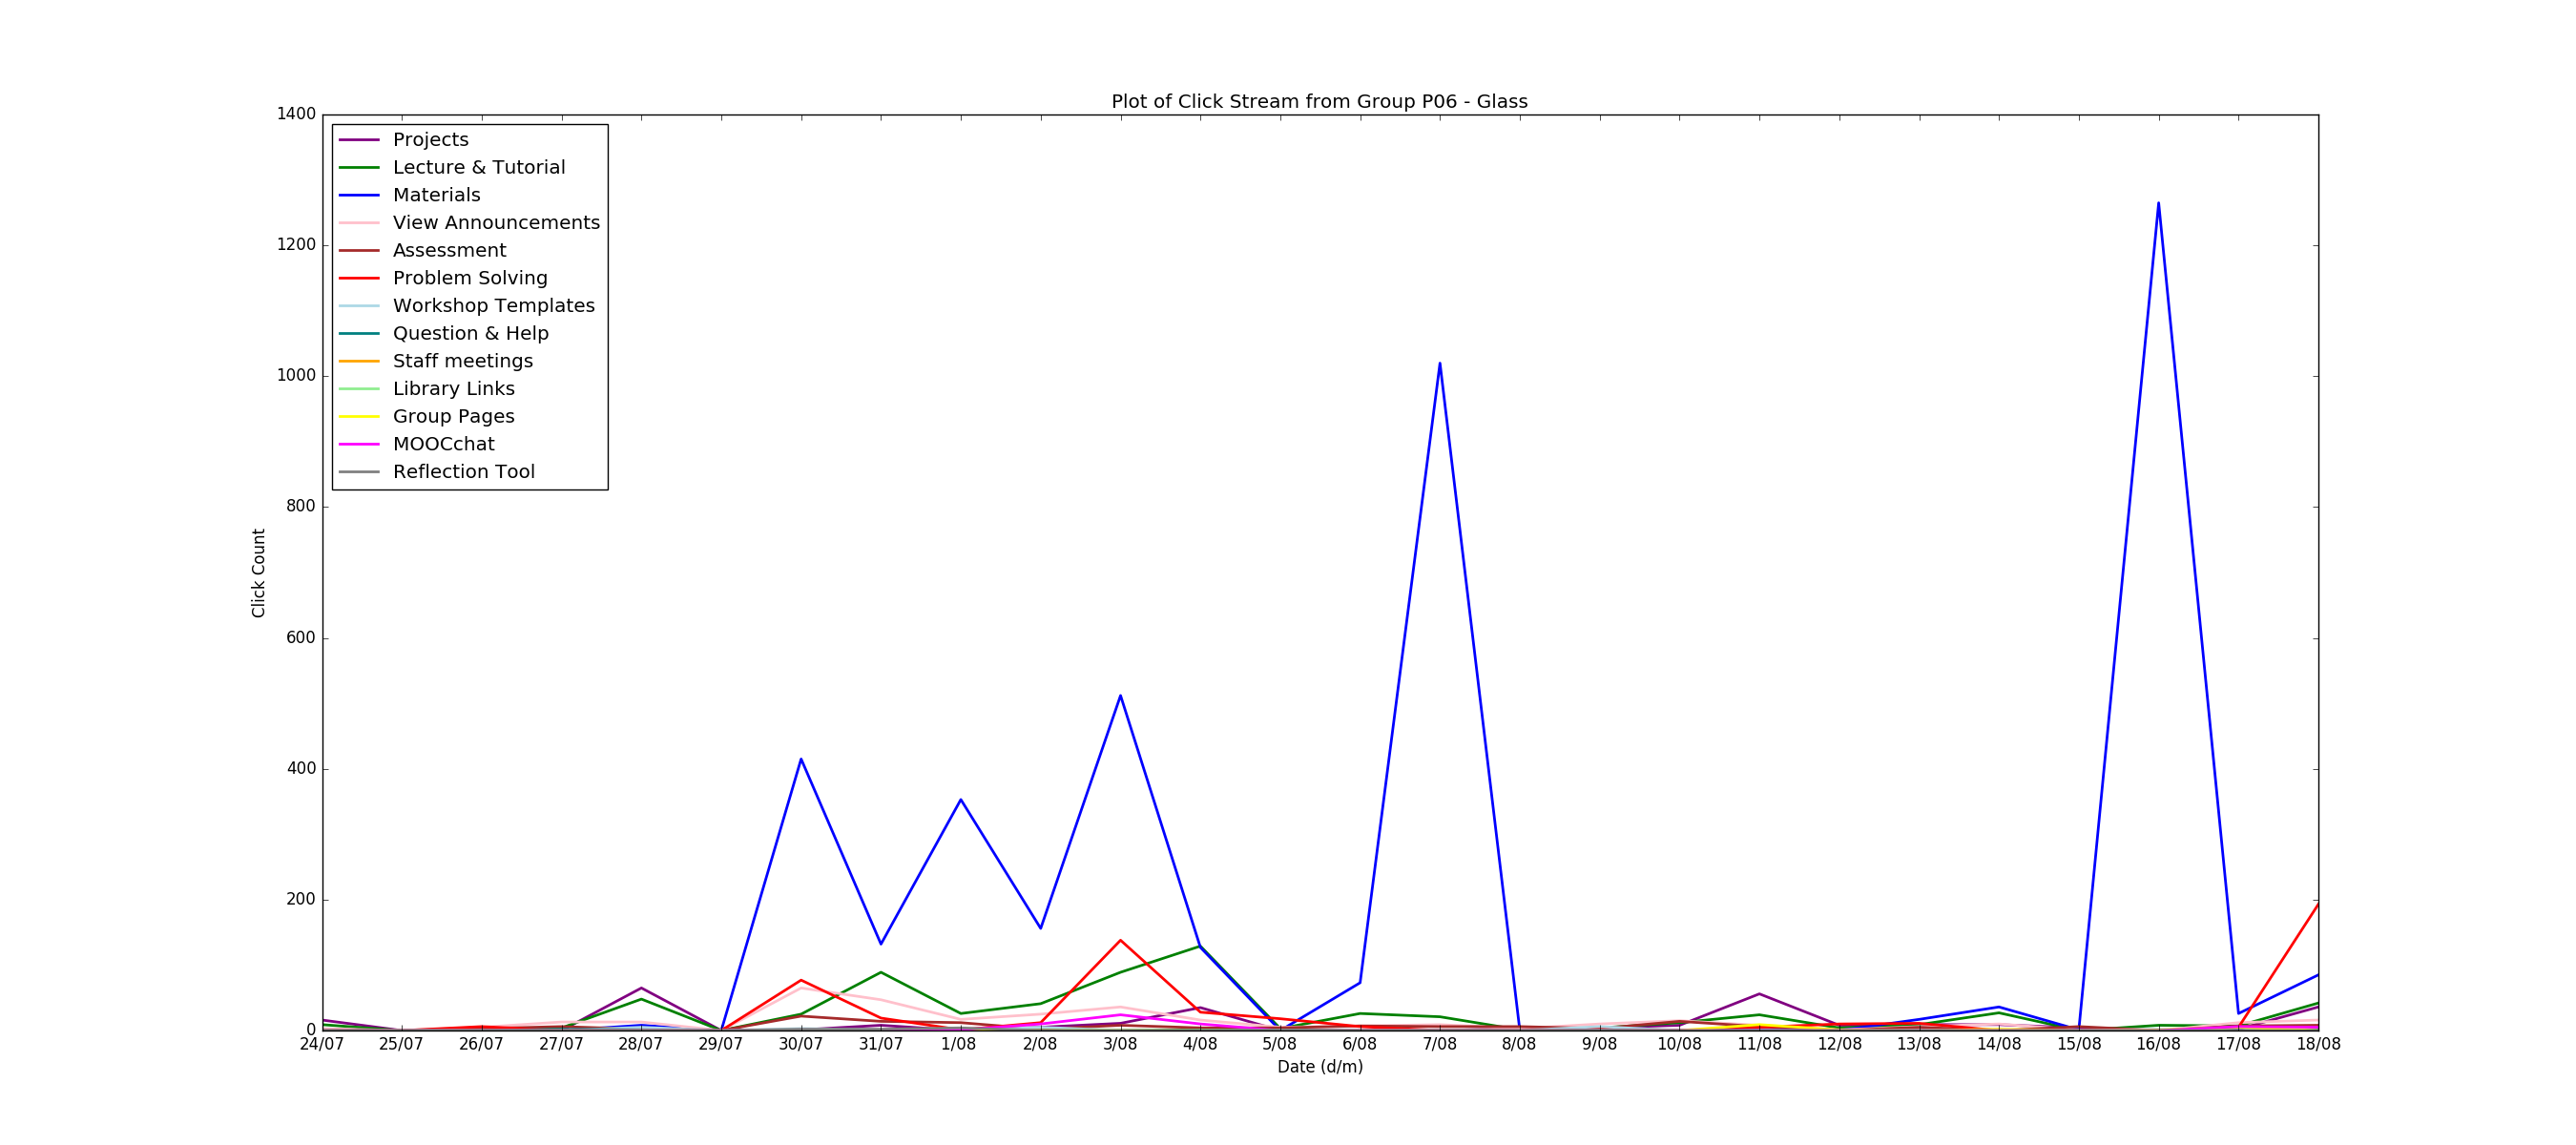 Plot of Click Stream from Group P06 - Glass
1400
1200
1000
800
600
400
200
0
Click Count
Projects
Lecture & Tutorial
Materials
View Announcements
Assessment
Problem Solving
Workshop Templates
Question & Help
Staff meetings
Library Links
Group Pages
MOOCchat
Reflection Tool
24/07 25/07 26/07 27/07 28/07 29/07 30/07 31/07 1/08 2/08 3/08 4/08 5/08 6/08 7/08 8/08 9/08 10/08 11/08 12/08 13/08 14/08 15/08 16/08 17/08 18/08
Date (d/m)